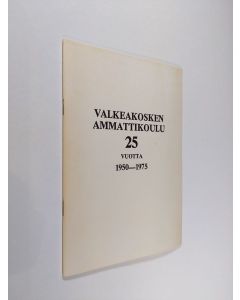 VALKEAKOSKEN
AMMATTIKOULU
25
VUOTTA
1950—1975